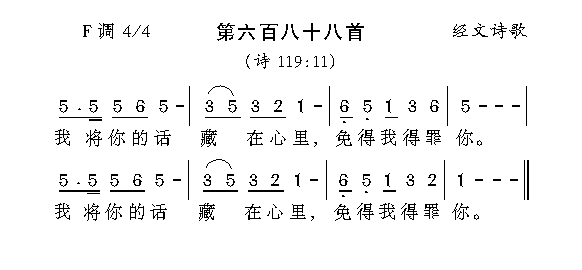 F 调 4/4 第六百八十八首 经文诗歌
(诗 119:11)
5 . 5 5 6 5 - | 3 5 3 2 1 - | 6 5 1 3 6 | 5 - - - |
我 将你的话 藏 在心里, 免得我得罪 你。
5 . 5 5 6 5 - | 3 5 3 2 1 - | 6 5 1 3 2 | 1 - - - ‖
我 将你的话 藏 在心里, 免得我得罪 你。